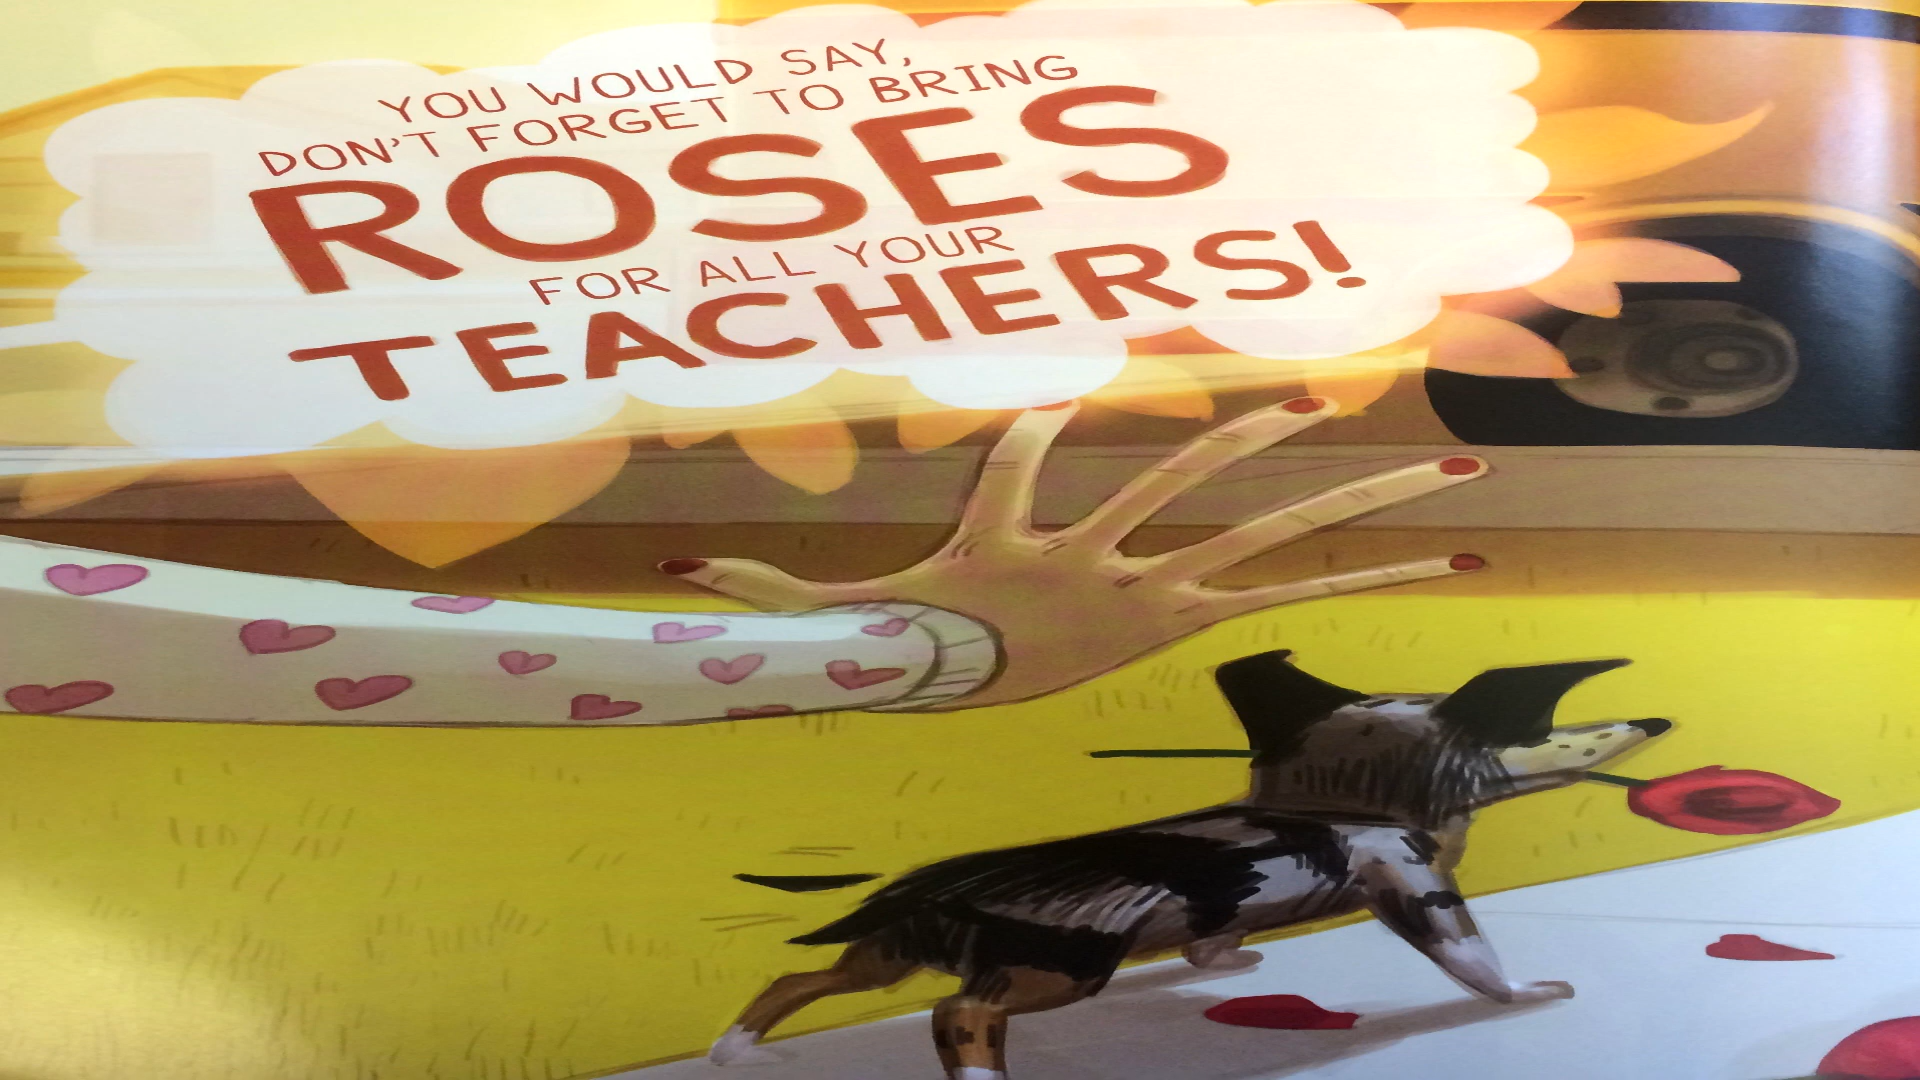 YOU WOULD SAY,
DON'T FORGET TO BRING
ROSES
FOR ALL YOUR
TEACHERS!